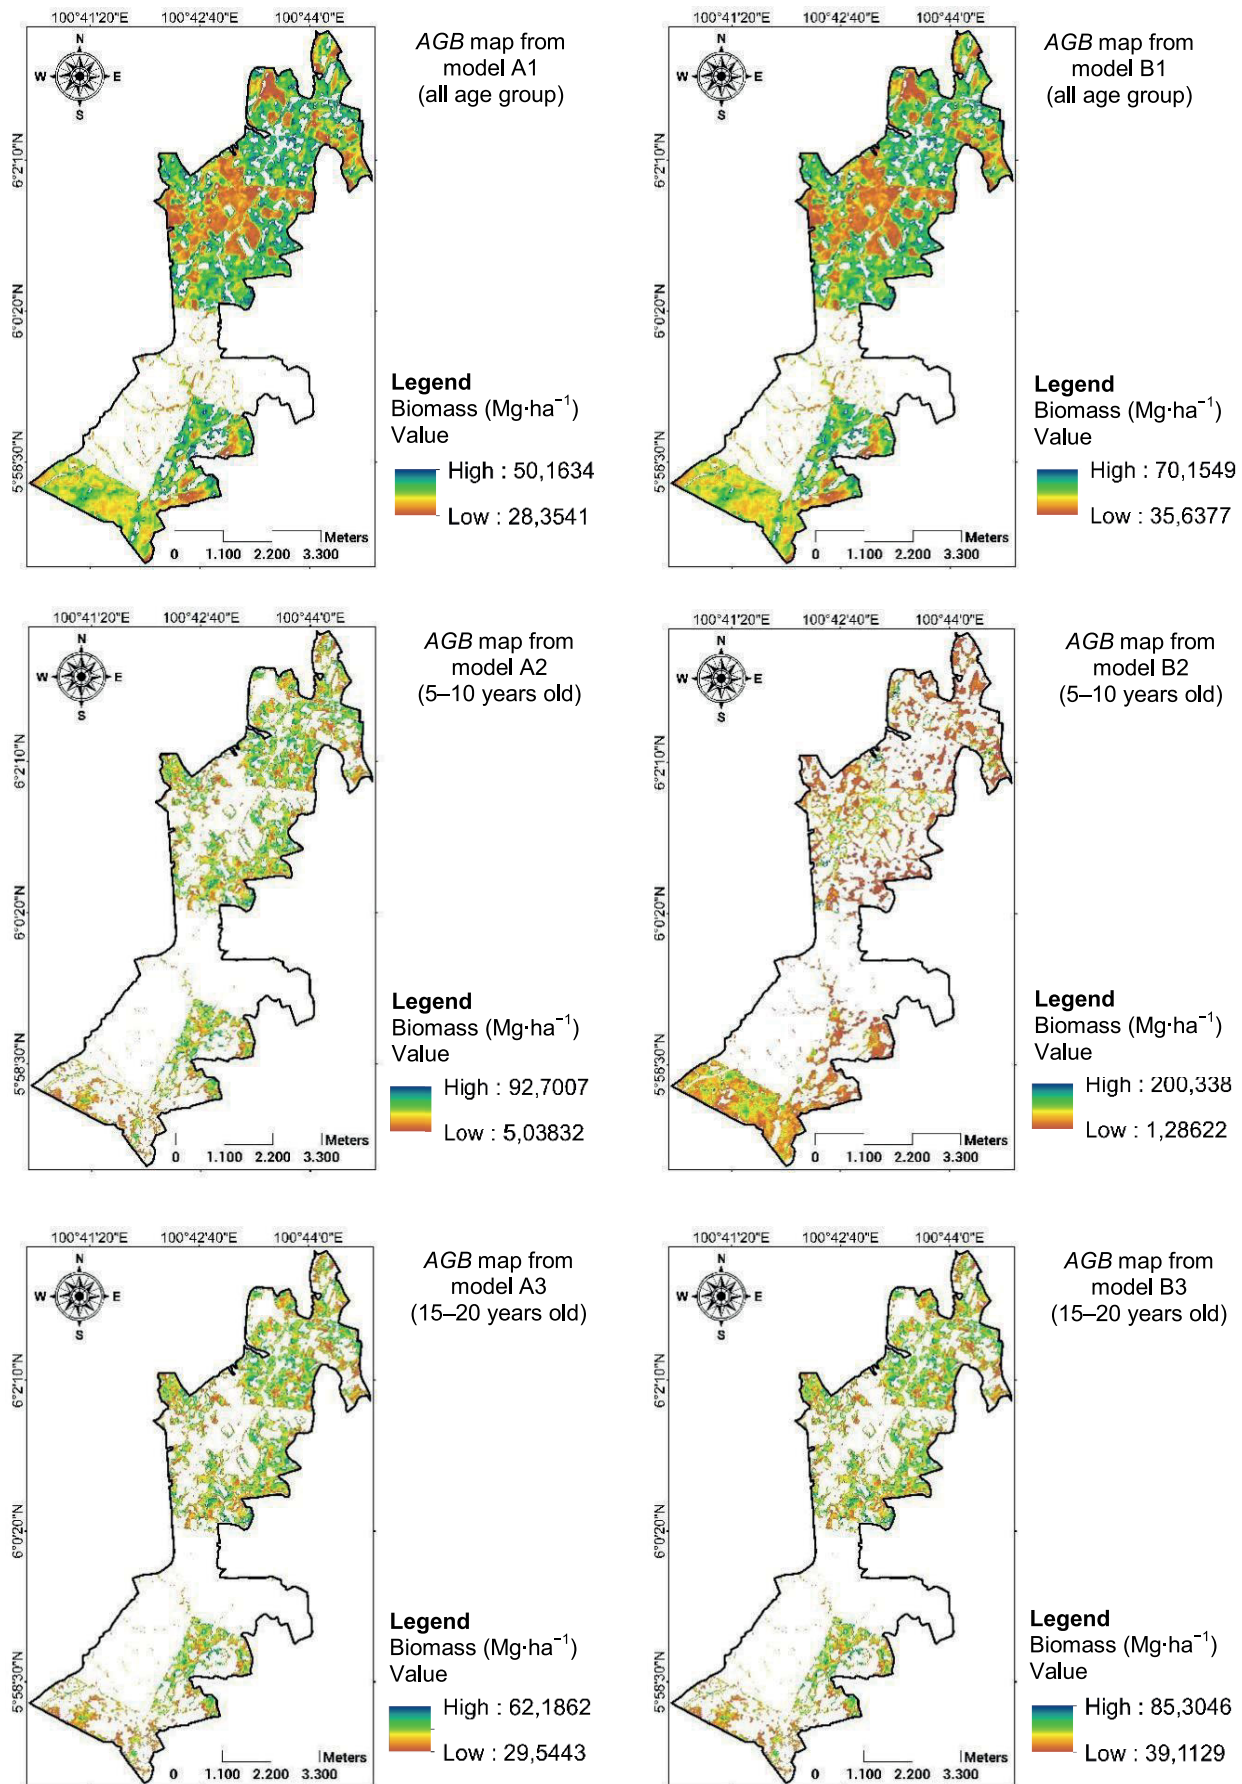 100°41'20"E 100°42'40"E 100°44'0"E
N
W E
S
6°2'10"N
6°0'20"N
5°58'30"N
AGB map from
model A1
(all age group)
Legend
Biomass (Mg·ha⁻¹)
Value
High : 50,1634
Low : 28,3541
Meters
0 1.100 2.200 3.300
100°41'20"E 100°42'40"E 100°44'0"E
N
W E
S
6°2'10"N
6°0'20"N
5°58'30"N
AGB map from
model B1
(all age group)
Legend
Biomass (Mg·ha⁻¹)
Value
High : 70,1549
Low : 35,6377
Meters
0 1.100 2.200 3.300
100°41'20"E 100°42'40"E 100°44'0"E
N
W E
S
6°2'10"N
6°0'20"N
5°58'30"N
AGB map from
model A2
(5–10 years old)
Legend
Biomass (Mg·ha⁻¹)
Value
High : 92,7007
Low : 5,03832
Meters
0 1.100 2.200 3.300
100°41'20"E 100°42'40"E 100°44'0"E
N
W E
S
6°2'10"N
6°0'20"N
5°58'30"N
AGB map from
model B2
(5–10 years old)
Legend
Biomass (Mg·ha⁻¹)
Value
High : 200,338
Low : 1,28622
Meters
0 1.100 2.200 3.300
100°41'20"E 100°42'40"E 100°44'0"E
N
W E
S
6°2'10"N
6°0'20"N
5°58'30"N
AGB map from
model A3
(15–20 years old)
Legend
Biomass (Mg·ha⁻¹)
Value
High : 62,1862
Low : 29,5443
Meters
0 1.100 2.200 3.300
100°41'20"E 100°42'40"E 100°44'0"E
N
W E
S
6°2'10"N
6°0'20"N
5°58'30"N
AGB map from
model B3
(15–20 years old)
Legend
Biomass (Mg·ha⁻¹)
Value
High : 85,3046
Low : 39,1129
Meters
0 1.100 2.200 3.300